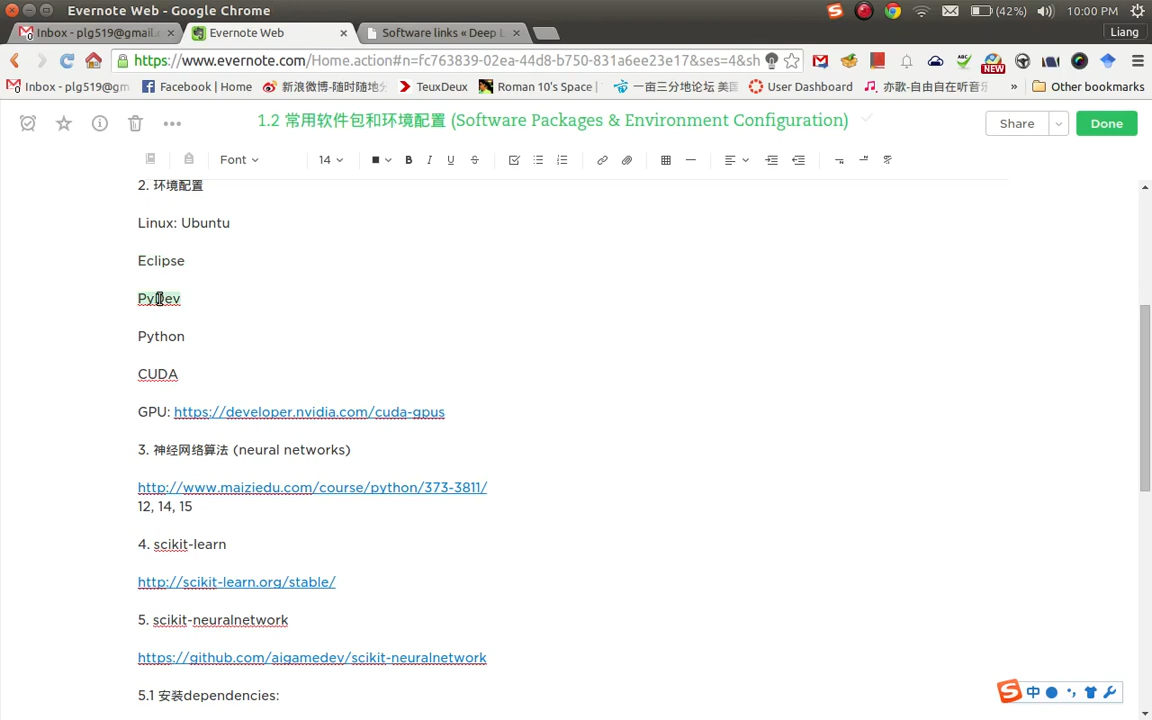 Evernote Web - Google Chrome
(42%)
10:00 PM
Inbox - plg519@gmail.
Evernote Web
Software links « Deep L
Liang
https://www.evernote.com/Home.action#n=fc763839-02ea-44d8-b750-831a6ee23e17&ses=4&sh
NEW
Inbox - plg519@gm
Facebook | Home
新浪微博-随时随地分
TeuxDeux
Roman 10's Space |
一亩三分地论坛 美国
User Dashboard
亦歌-自由自在听音乐
»
Other bookmarks
1.2 常用软件包和环境配置 (Software Packages & Environment Configuration)
Share
Done
Font
14
B I U
2. 环境配置
Linux: Ubuntu
Eclipse
PyDev
Python
CUDA
GPU: https://developer.nvidia.com/cuda-gpus
3. 神经网络算法 (neural networks)
http://www.maiziedu.com/course/python/373-3811/
12, 14, 15
4. scikit-learn
http://scikit-learn.org/stable/
5. scikit-neuralnetwork
https://github.com/aigamedev/scikit-neuralnetwork
5.1 安装dependencies:
中